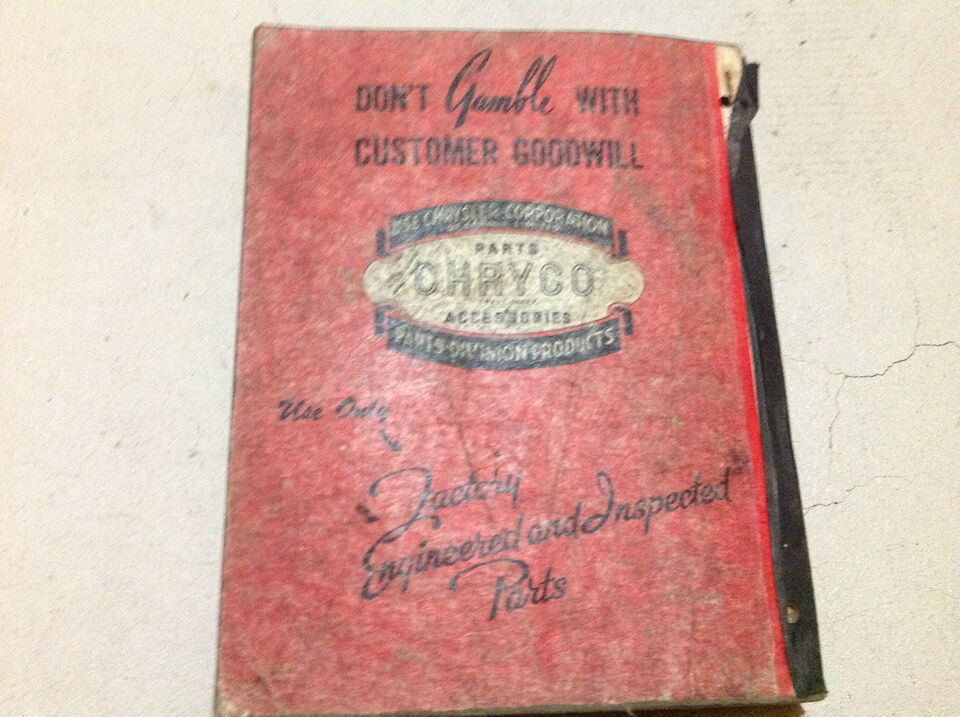 DON'T Gamble WITH
CUSTOMER GOODWILL
USE CHRYSLER CORPORATION
PARTS
CHRYCO
ACCESSORIES
PARTS DIVISION PRODUCTS
Use Only
Factory
Engineered and Inspected
Parts